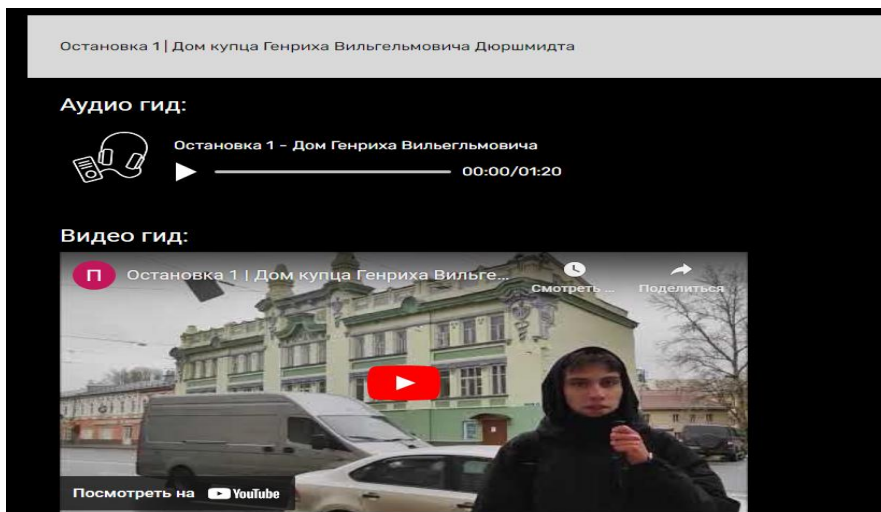 Остановка 1 | Дом купца Генриха Вильгельмовича Дюршмидта
Аудио гид:
Остановка 1 - Дом Генриха Вильегльмовича
00:00/01:20
Видео гид:
П
Остановка 1 | Дом купца Генриха Вильге...
Смотреть ...
Поделиться
Посмотреть на YouTube